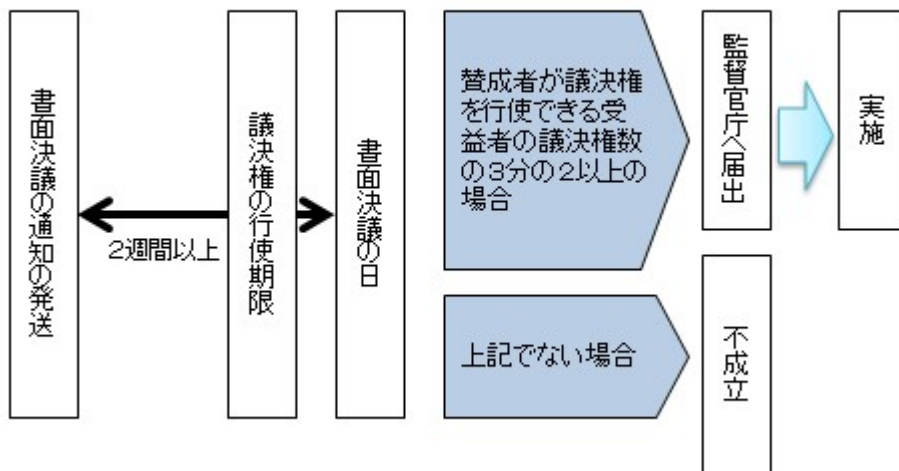 書面決議の通知の発送
2週間以上
議決権の行使期限
書面決議の日
賛成者が議決権
を行使できる受
益者の議決権数
の3分の2以上の
場合
監督官庁へ届出
実施
上記でない場合
不成立